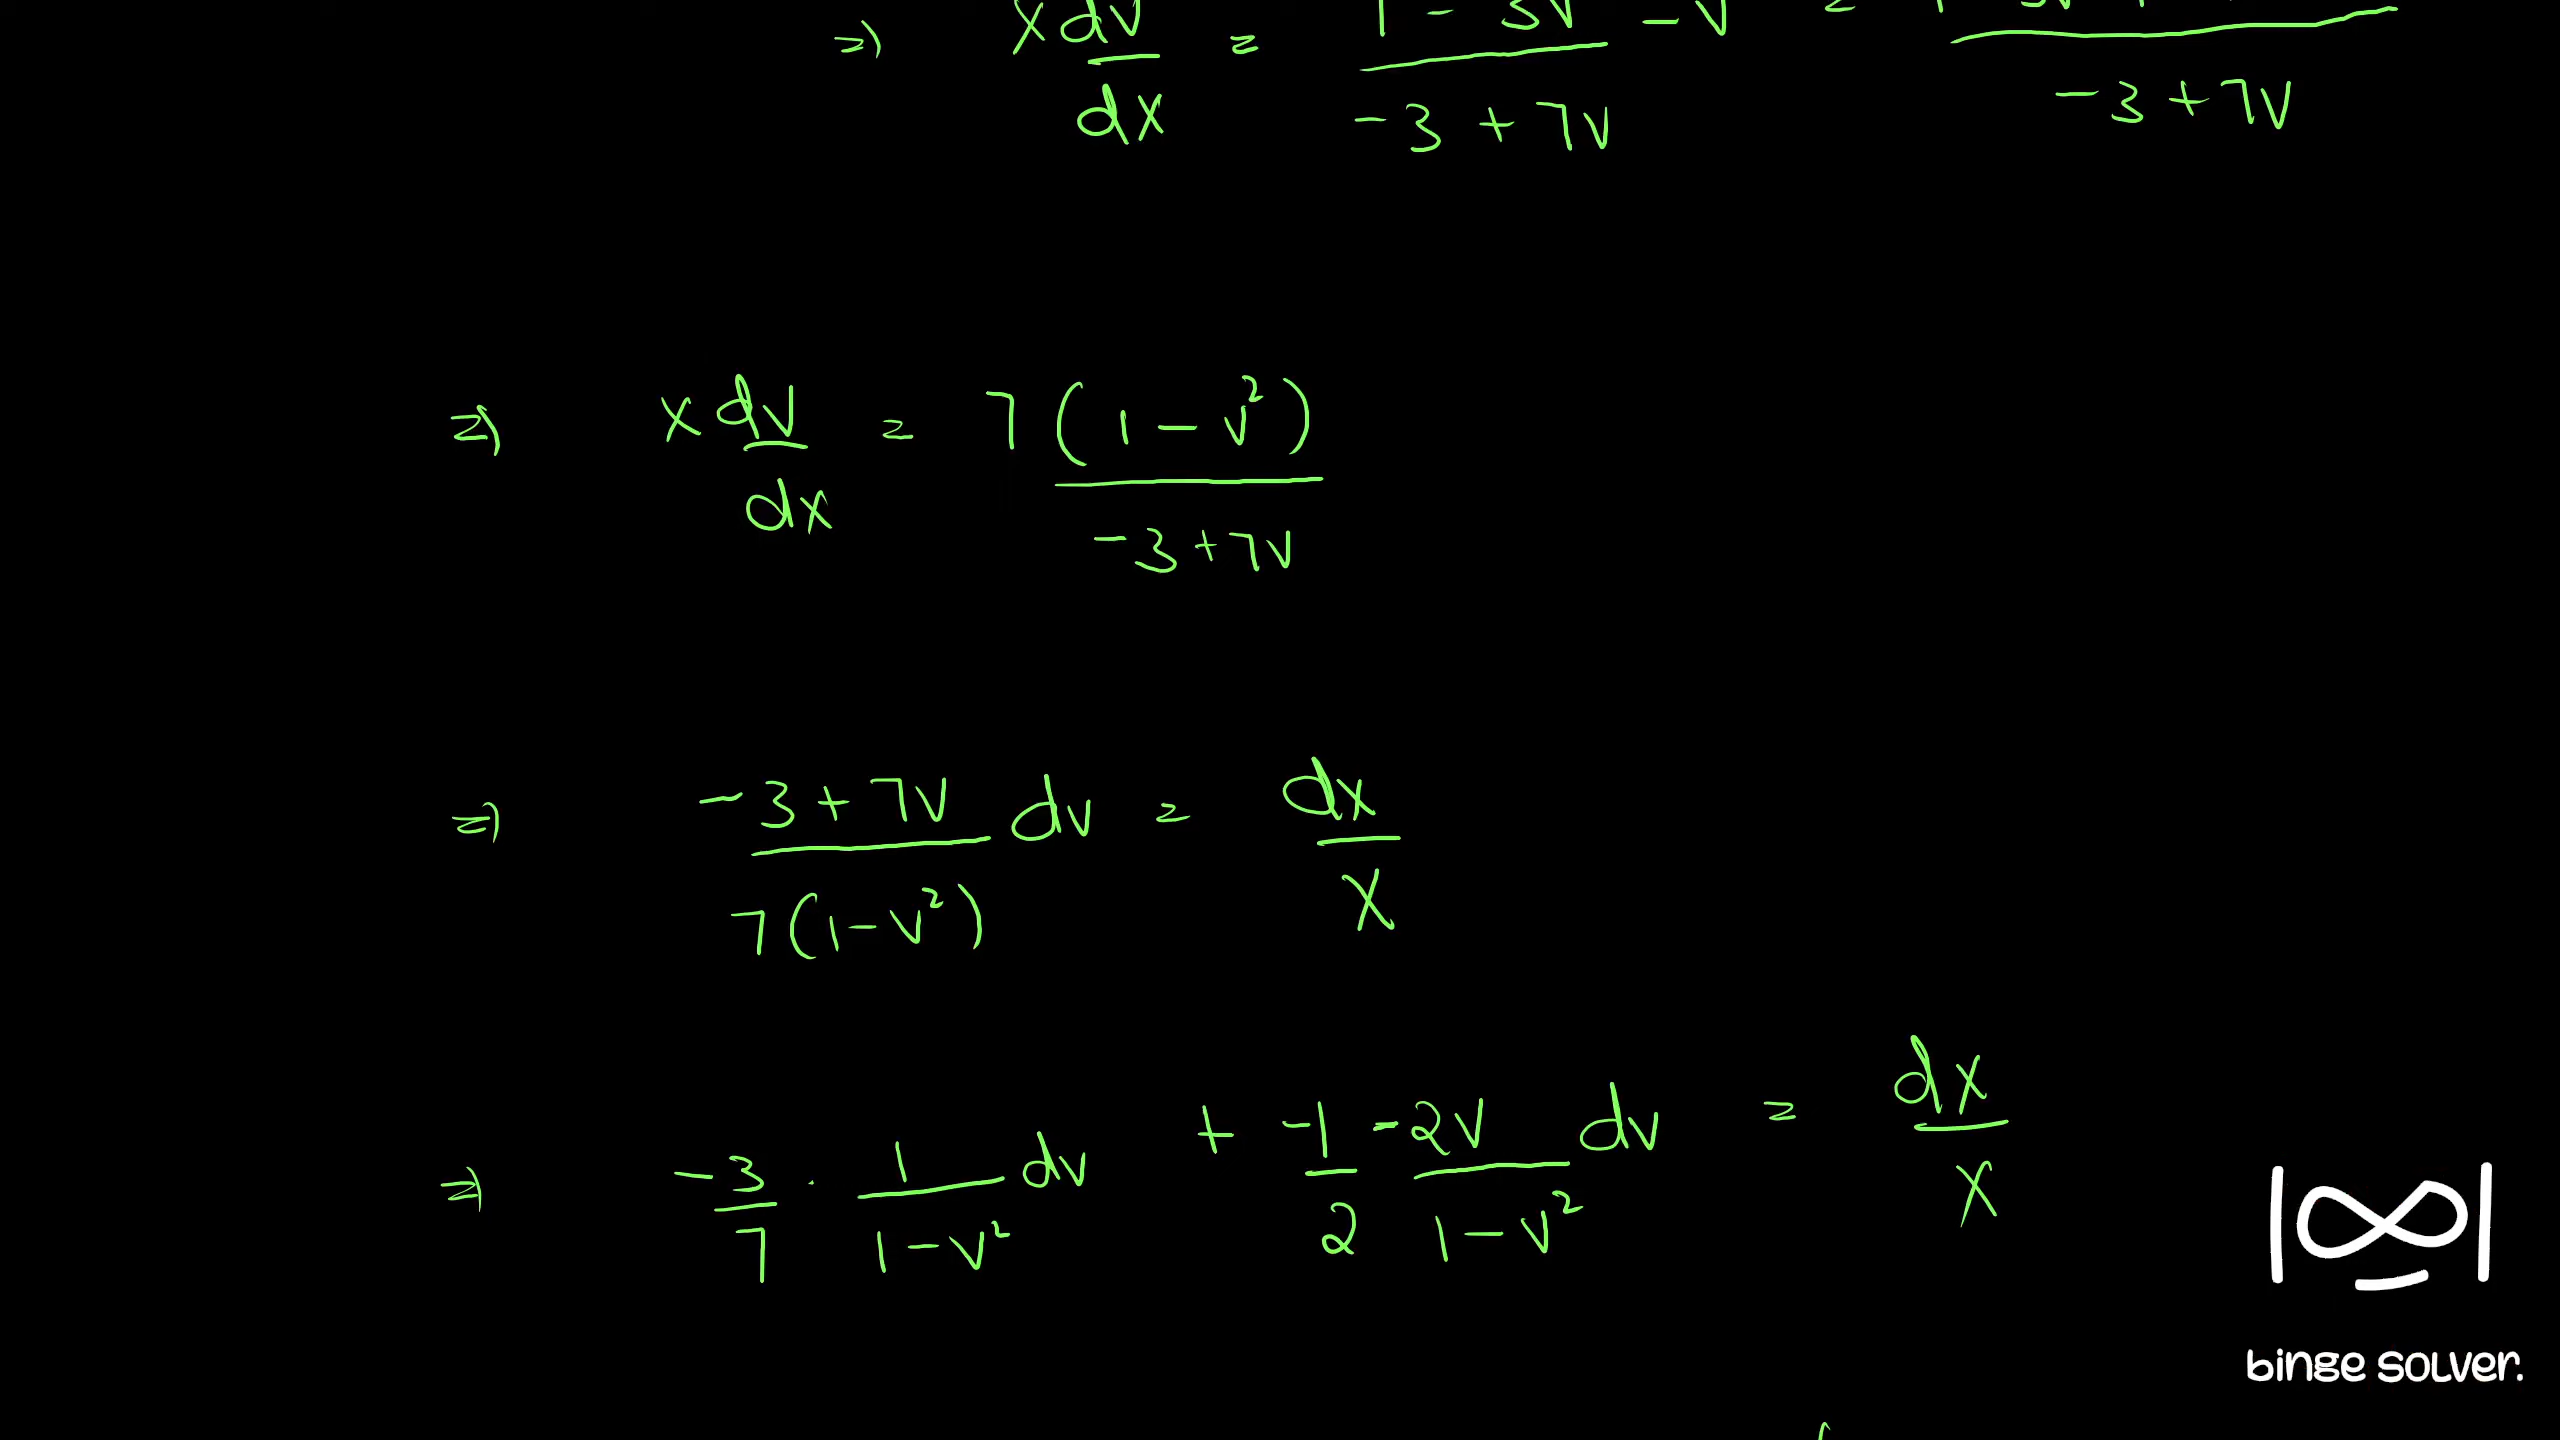 ⇒ x dv/dx = (7 - 3v)/(-3 + 7v) - v =
-3 + 7v
⇒ x dv/dx = 7 (1 - v²)/(-3 + 7v)
⇒ (-3 + 7v)/(7(1 - v²)) dv = dx/x
⇒ -3/7 · 1/(1 - v²) dv + -1/2 -2v/(1 - v²) dv = dx/x
binge solver.